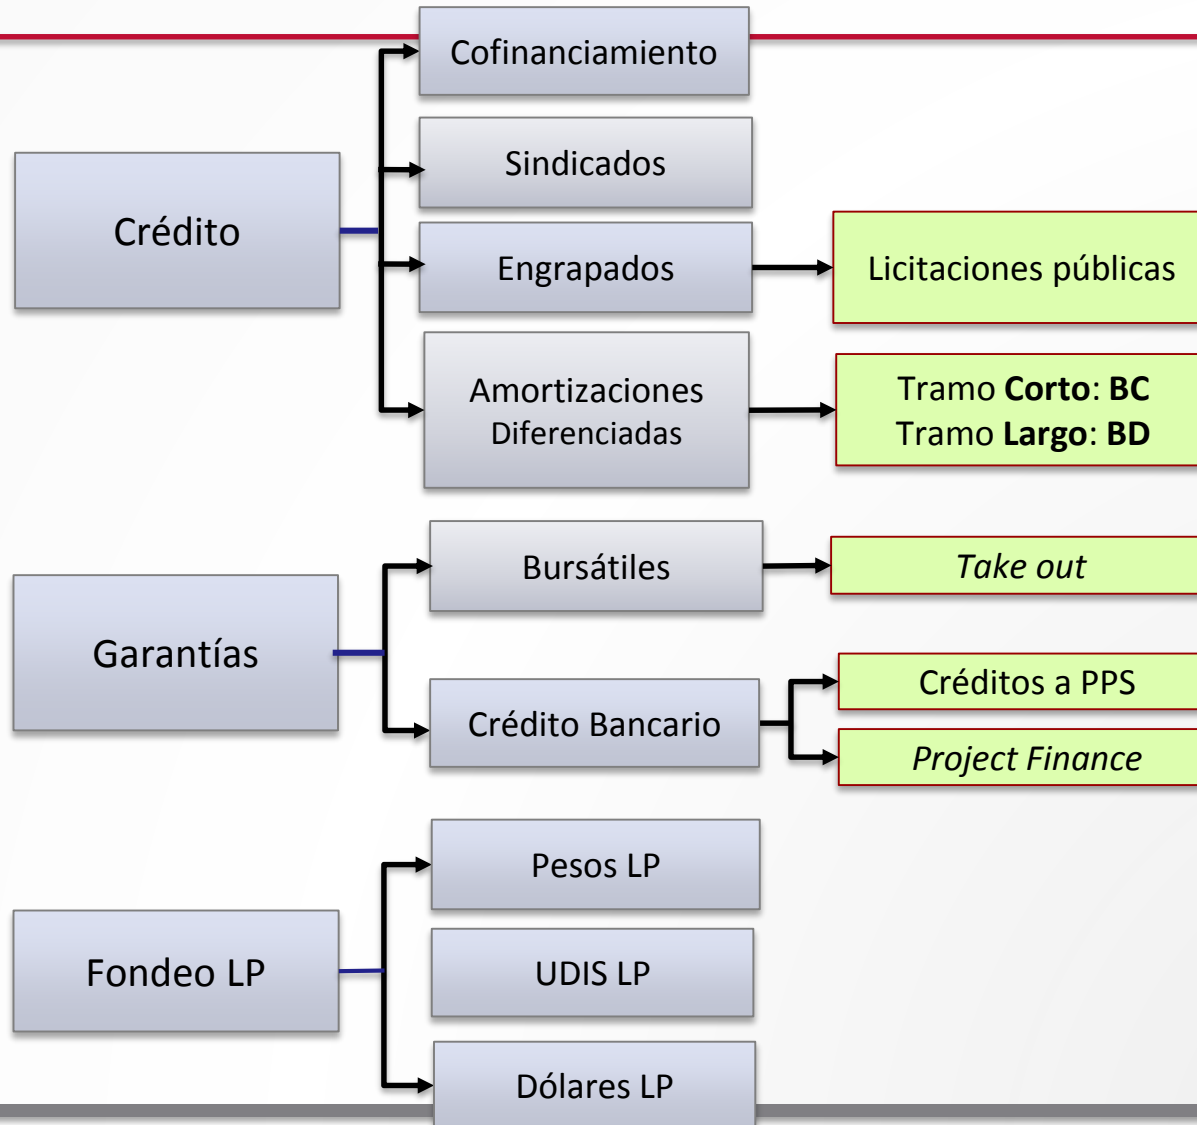 Cofinanciamiento
Sindicados
Crédito
Engrapados
Licitaciones públicas
Amortizaciones
Diferenciadas
Tramo Corto: BC
Tramo Largo: BD
Bursátiles
Take out
Garantías
Crédito Bancario
Créditos a PPS
Project Finance
Pesos LP
Fondeo LP
UDIS LP
Dólares LP